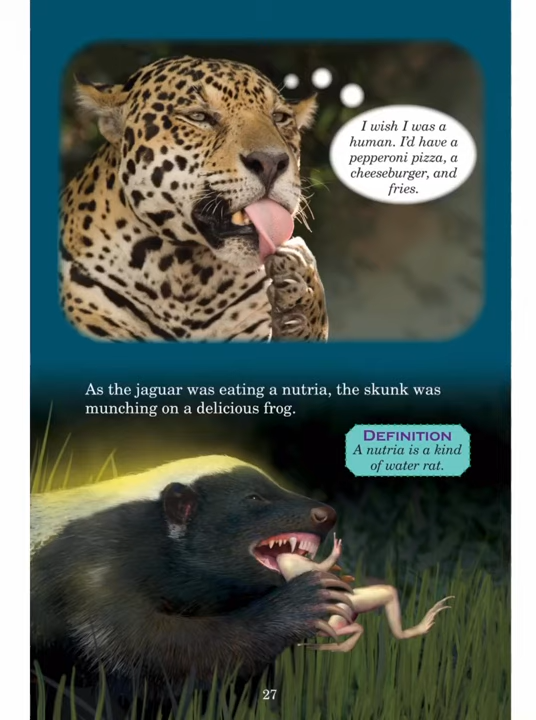 I wish I was a
human. I'd have a
pepperoni pizza, a
cheeseburger, and
fries.
As the jaguar was eating a nutria, the skunk was
munching on a delicious frog.
DEFINITION
A nutria is a kind
of water rat.
27